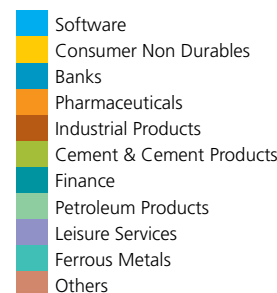 Software
Consumer Non Durables
Banks
Pharmaceuticals
Industrial Products
Cement & Cement Products
Finance
Petroleum Products
Leisure Services
Ferrous Metals
Others